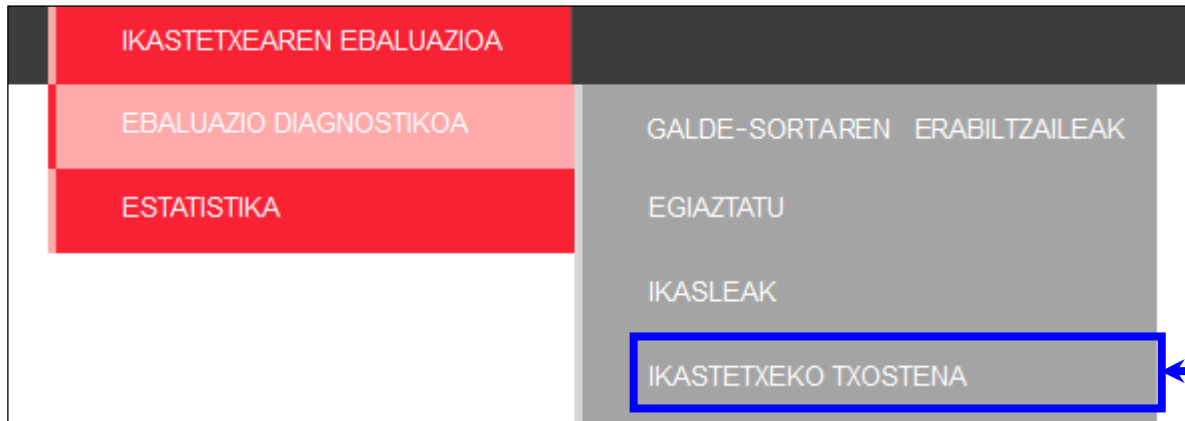 IKASTETXEAREN EBALUAZIOA
EBALUAZIO DIAGNOSTIKOA
ESTATISTIKA
GALDE-SORTAREN ERABILTZAILEAK
EGIAZTATU
IKASLEAK
IKASTETXEKO TXOSTENA